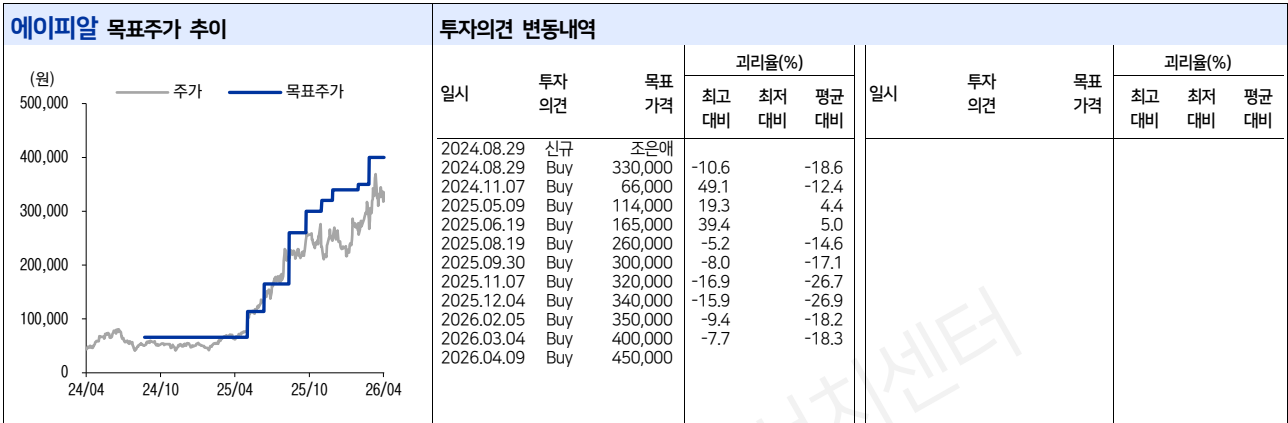 에이피알 목표주가 추이
(원)
주가 목표주가
500,000
400,000
300,000
200,000
100,000
0
24/04 24/10 25/04 25/10 26/04
투자의견 변동내역
일시 투자의견 목표가격 괴리율(%)
최고대비 최저대비 평균대비
2024.08.29 신규 조은애
2024.08.29 Buy 330,000 -10.6 -18.6
2024.11.07 Buy 66,000 49.1 -12.4
2025.05.09 Buy 114,000 19.3 4.4
2025.06.19 Buy 165,000 39.4 5.0
2025.08.19 Buy 260,000 -5.2 -14.6
2025.09.30 Buy 300,000 -8.0 -17.1
2025.11.07 Buy 320,000 -16.9 -26.7
2025.12.04 Buy 340,000 -15.9 -26.9
2026.02.05 Buy 350,000 -9.4 -18.2
2026.03.04 Buy 400,000 -7.7 -18.3
2026.04.09 Buy 450,000
일시 투자의견 목표가격 괴리율(%)
최고대비 최저대비 평균대비